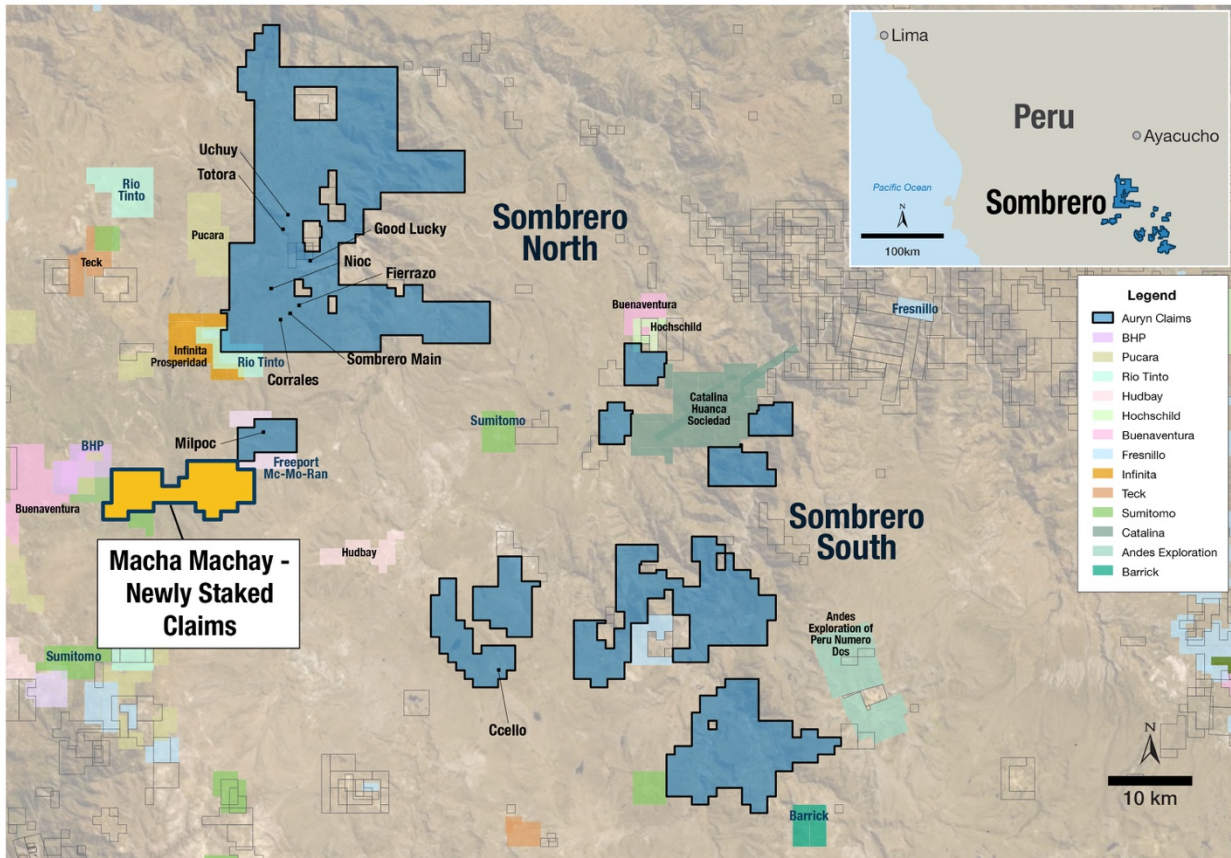 Lima
Peru
Ayacucho
Pacific Ocean
Sombrero
N
100km
Legend
Auryn Claims
BHP
Pucara
Rio Tinto
Hudbay
Hochschild
Buenaventura
Fresnillo
Infinita
Teck
Sumitomo
Catalina
Andes Exploration
Barrick
Uchuy
Totora
Rio
Tinto
Pucara
Teck
Good Lucky
Nioc
Fierrazo
Sombrero
North
Infinita
Prosperidad
Rio Tinto
Corrales
Sombrero Main
Buenaventura
Hochschild
Fresnillo
Catalina
Huanca
Sociedad
Sumitomo
Milpoc
BHP
Freeport
Mc-Mo-Ran
Buenaventura
Macha Machay -
Newly Staked
Claims
Hudbay
Sombrero
South
Sumitomo
Ccello
Andes
Exploration of
Peru Numero
Dos
Barrick
N
10 km